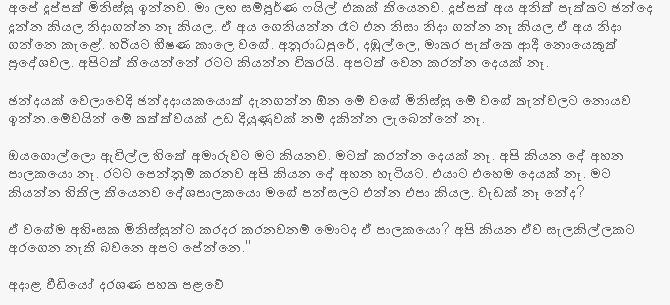 අපේ දුප්පත් මිනිස්සු ඉන්නව. මා ලඟ සම්පූර්ණ ෆයිල් එකක් තියෙනව. දුප්පත් අය අනික් පැත්තට ඡන්දෙ
දුන්න කියල නිදාගන්න නෑ කියල. ඒ අය ගෙනියන්න රෑට එන නිසා නිදා ගන්න නෑ කියල ඒ අය නිදා
ගන්නෙ කැළේ. හරියට භීෂණ කාලෙ වගේ. අනුරාධපුරේ, දඹුල්ලෙ, මාතර පැත්තෙ ආදී නොයෙකුත්
ප්‍රදේශවල. අපිටත් තියෙන්නේ රටට කියන්න විතරයි. අපටත් වෙන කරන්න දෙයක් නෑ.

ඡන්දයක් වෙලාවෙදි ඡන්දදායකයොත් දැනගන්න ඕන මේ වගේ මිනිස්සු මේ වගේ තැන්වලට නොයව
ඉන්න.මේවයින් මේ තත්ත්වයක් උඩ දියුණුවක් නම් දකින්න ලැබෙන්නේ නෑ.

ඔයගොල්ලො ඇවිල්ල හිතේ අමාරුවට මට කියනව. මටත් කරන්න දෙයක් නෑ. අපි කියන දේ අහන
පාලකයො නෑ. රටට පෙන්නුම් කරනව අපි කියන දේ අහන හැටියට. එයාට එහෙම දෙයක් නෑ. මට
කියන්න හිතිල තියෙනව දේශපාලකයො මගේ පන්සලට එන්න එපා කියල. වැඩක් නෑ නේද?

ඒ වගේම අහිංසක මිනිස්සුන්ට කරදර කරනවනම් මොටද ඒ පාලකයො? අපි කියන ඒව සැලකිල්ලකට
අරගෙන නැති බවනෙ අපට පේන්නෙ."

අදාළ වීඩියෝ දර්ශණ පහත පළවේ